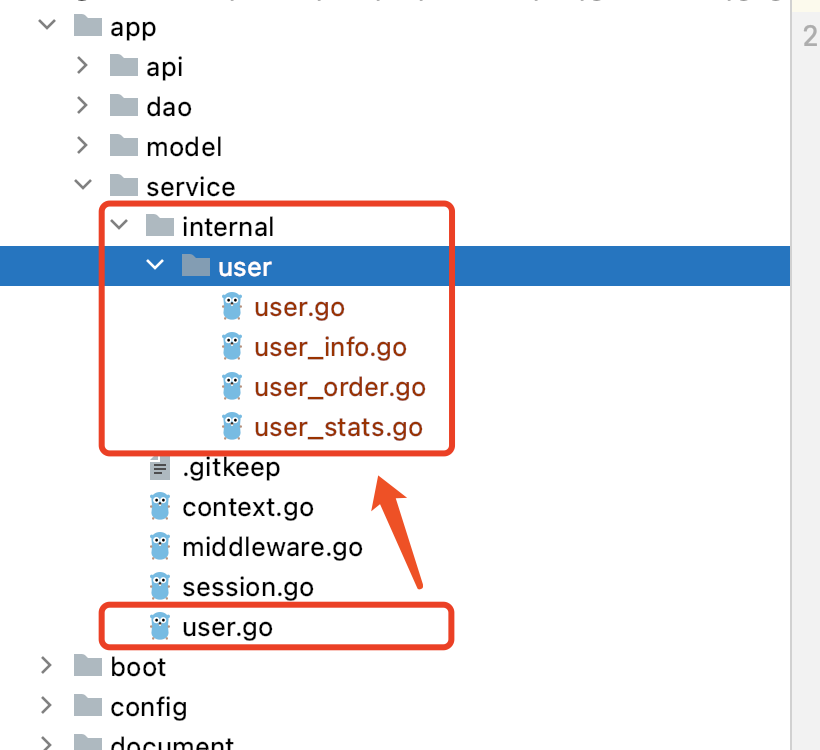 app
api
dao
model
service
internal
user
user.go
user_info.go
user_order.go
user_stats.go
.gitkeep
context.go
middleware.go
session.go
user.go
boot
config
document
2